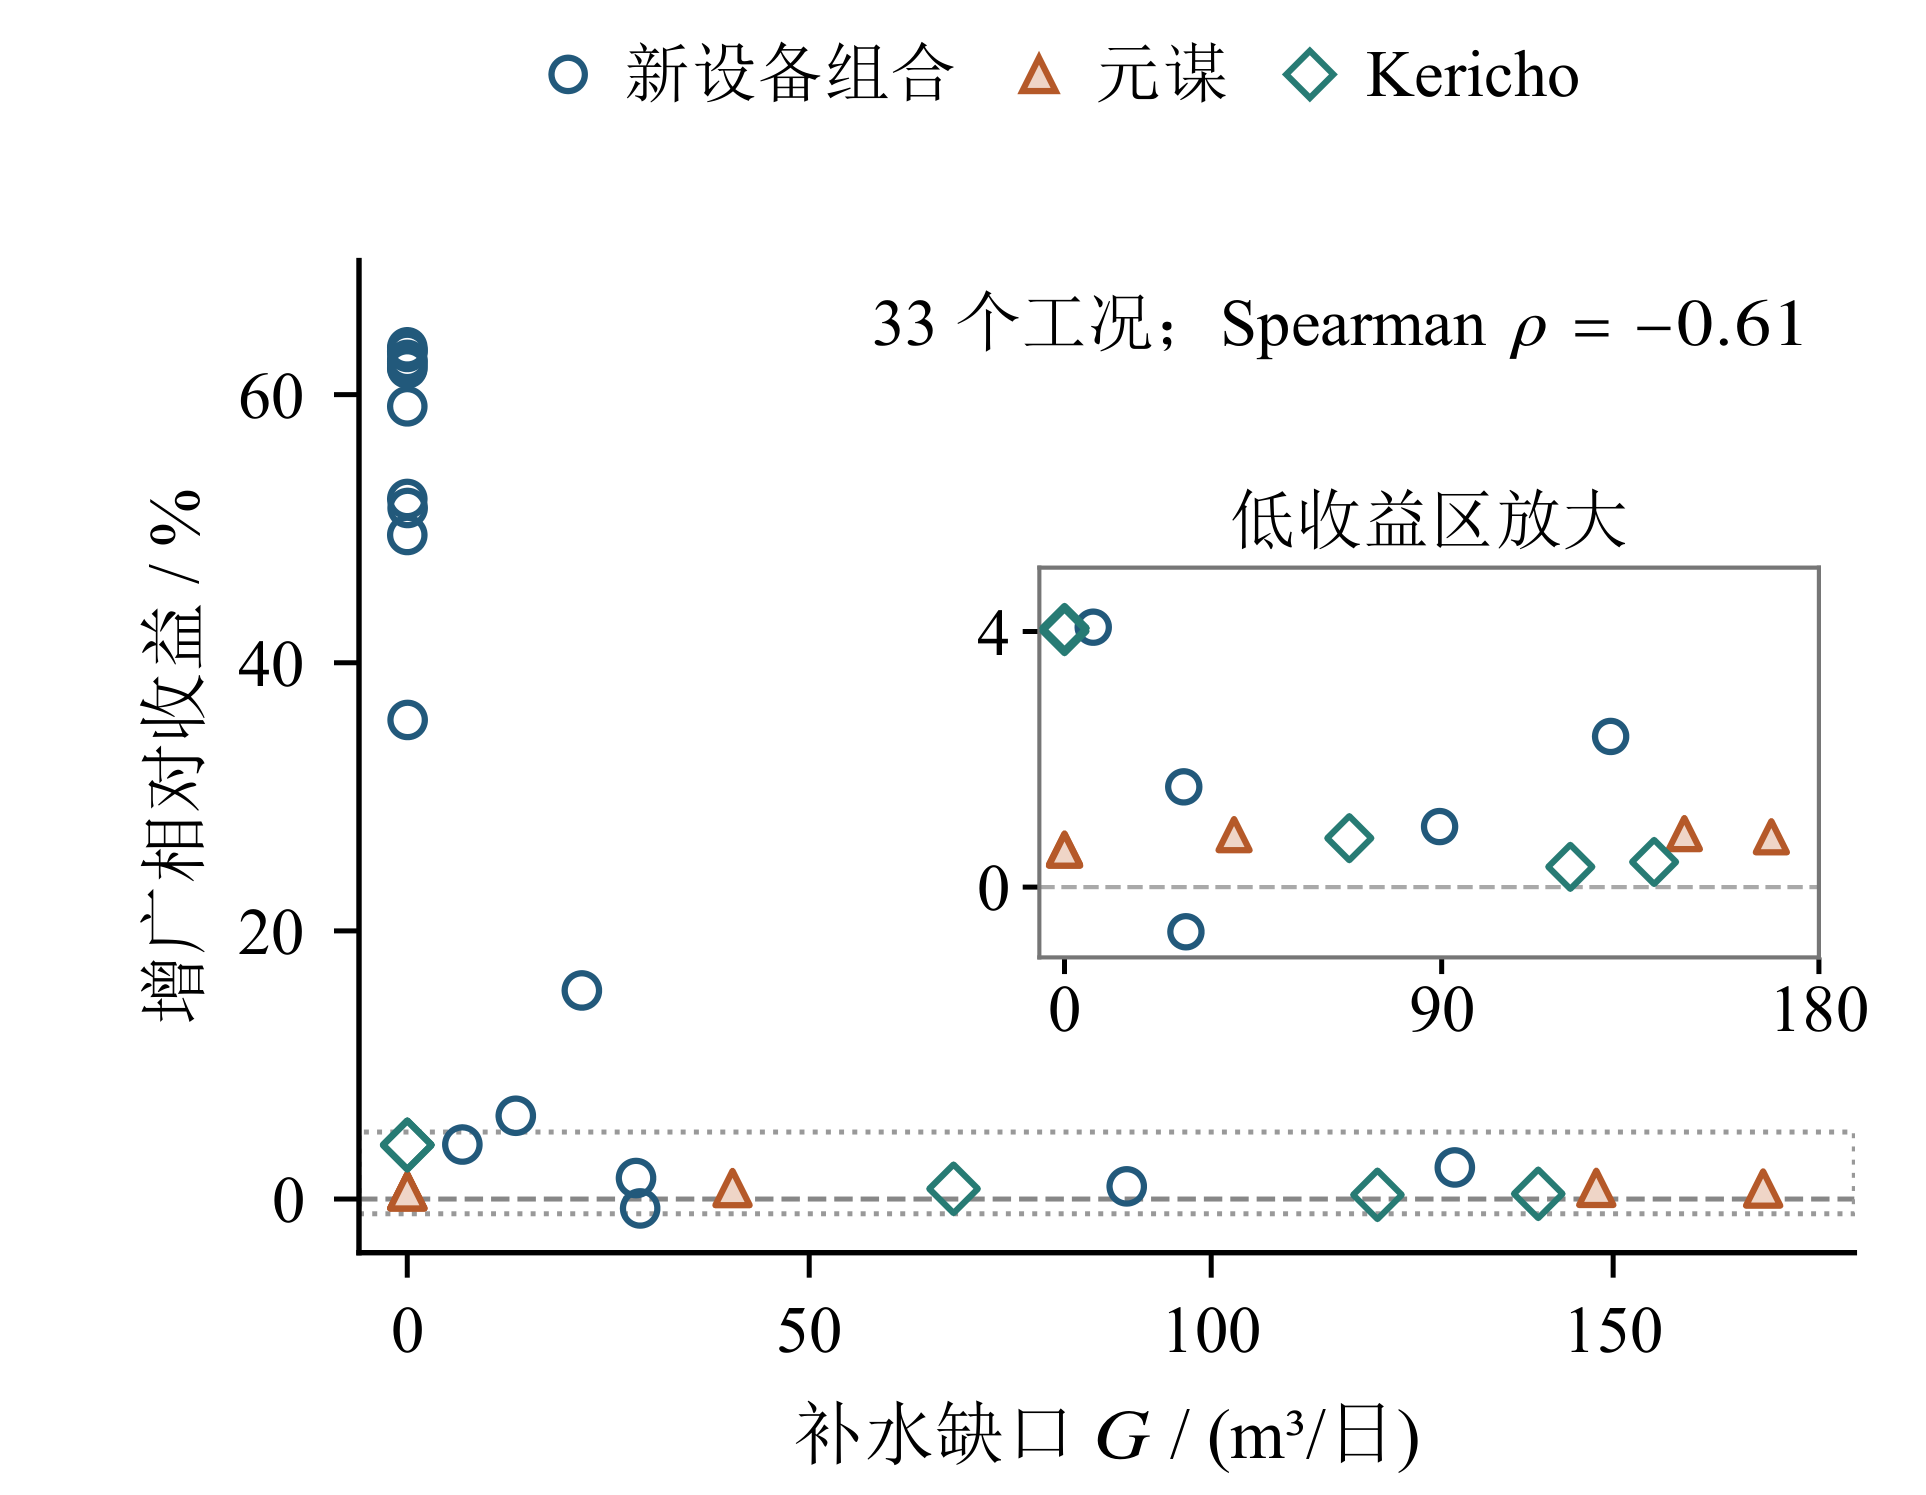 新设备组合 元谋 Kericho
33 个工况；Spearman ρ = −0.61
低收益区放大
4
0
0 90 180
60
40
20
0
增广相对收益 / %
0 50 100 150
补水缺口 G / (m³/日)